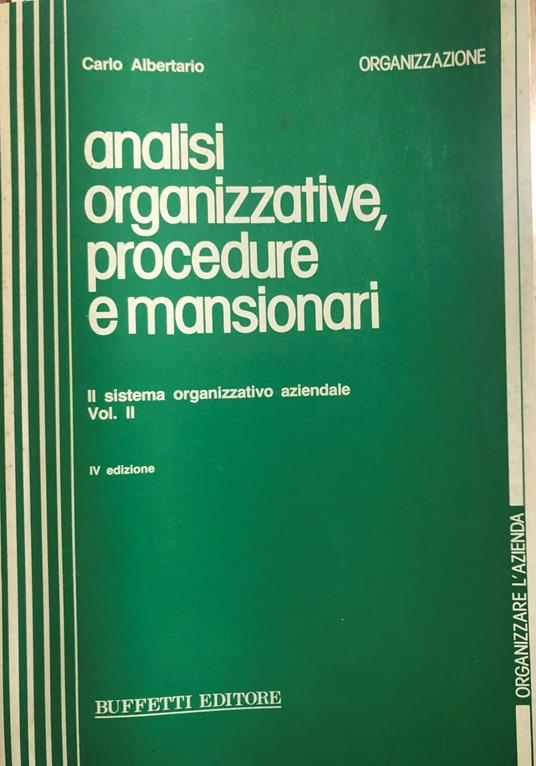 Carlo Albertario
ORGANIZZAZIONE
analisi
organizzative,
procedure
e mansionari
Il sistema organizzativo aziendale
Vol. II
IV edizione
BUFFETTI EDITORE
ORGANIZZARE L'AZIENDA